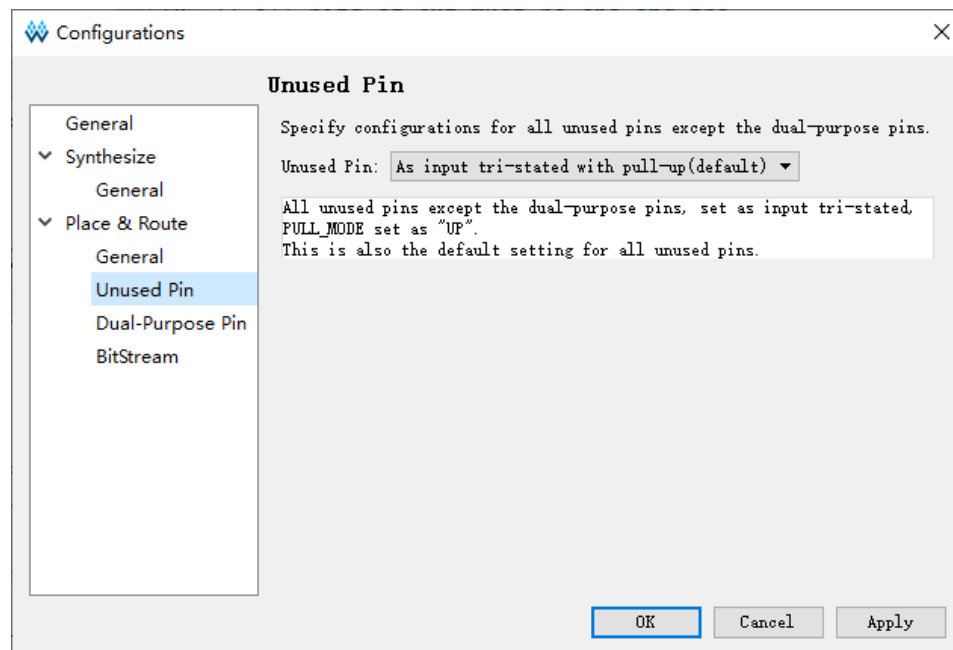 Configurations
Unused Pin
General
Synthesize
General
Place & Route
General
Unused Pin
Dual-Purpose Pin
BitStream
Specify configurations for all unused pins except the dual-purpose pins.
Unused Pin: As input tri-stated with pull-up(default)
All unused pins except the dual-purpose pins, set as input tri-stated,
PULL_MODE set as "UP".
This is also the default setting for all unused pins.
OK Cancel Apply